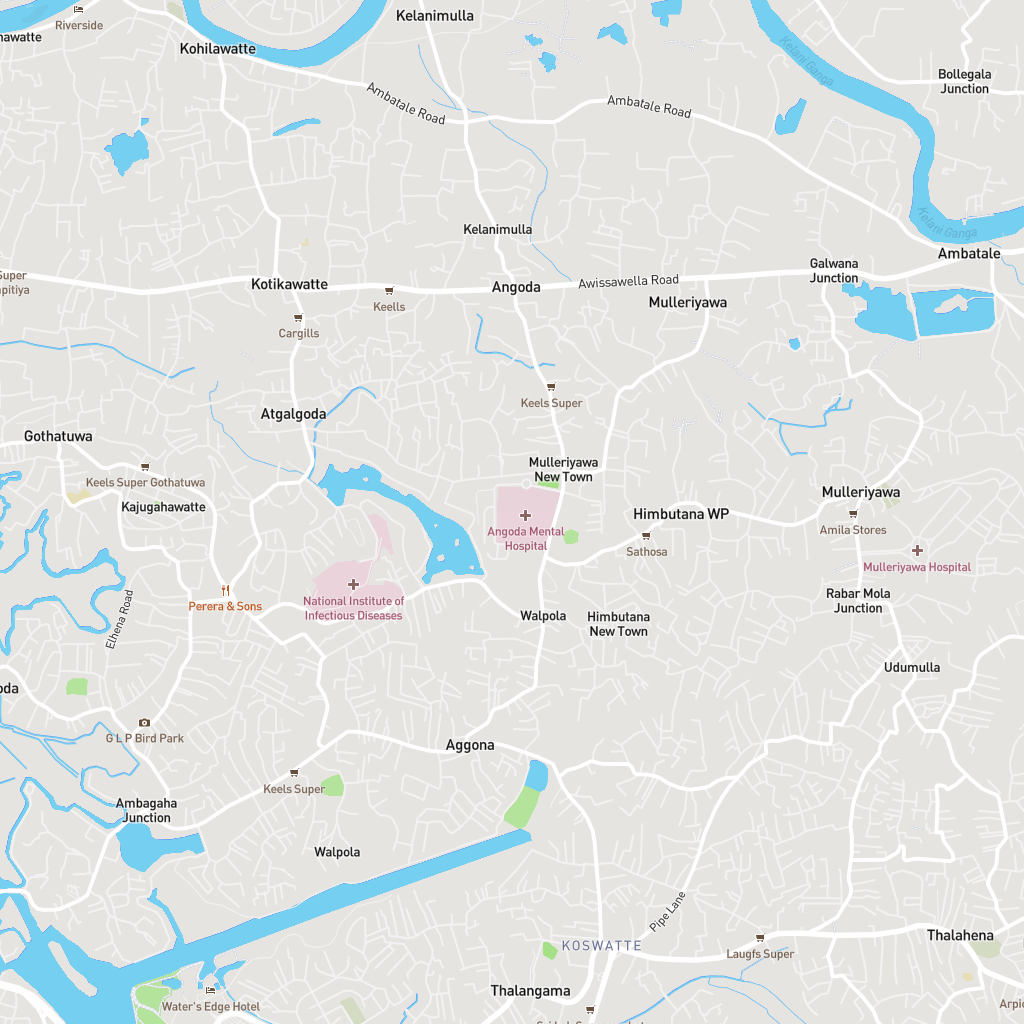 Riverside
Kelanimulla
Kohilawatte
Ambatale Road
Ambatale Road
Kelani Ganga
Bollegala
Junction
Kelanimulla
Kelani Ganga
Ambatale
Galwana
Junction
Super
Kotikawatte
Angoda
Awissawella Road
Mulleriyawa
Keells
Cargills
Keels Super
Atgalgoda
Gothatuwa
Mulleriyawa
New Town
Keels Super Gothatuwa
Kajugahawatte
Himbutana WP
Mulleriyawa
Angoda Mental
Hospital
Sathosa
Amila Stores
Mulleriyawa Hospital
Perera & Sons
National Institute of
Infectious Diseases
Rabar Mola
Junction
Elhena Road
Walpola
Himbutana
New Town
Udumulla
G L P Bird Park
Aggona
Keels Super
Ambagaha
Junction
Walpola
Pipe Lane
KOSWATTE
Laugfs Super
Thalahena
Thalangama
Water's Edge Hotel